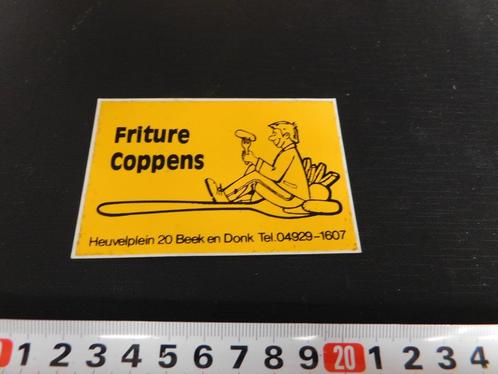 Friture
Coppens
Heuvelplein 20 Beek en Donk Tel.04929-1607
1 2 3 4 5 6 7 8 9 20 1 2 3 4